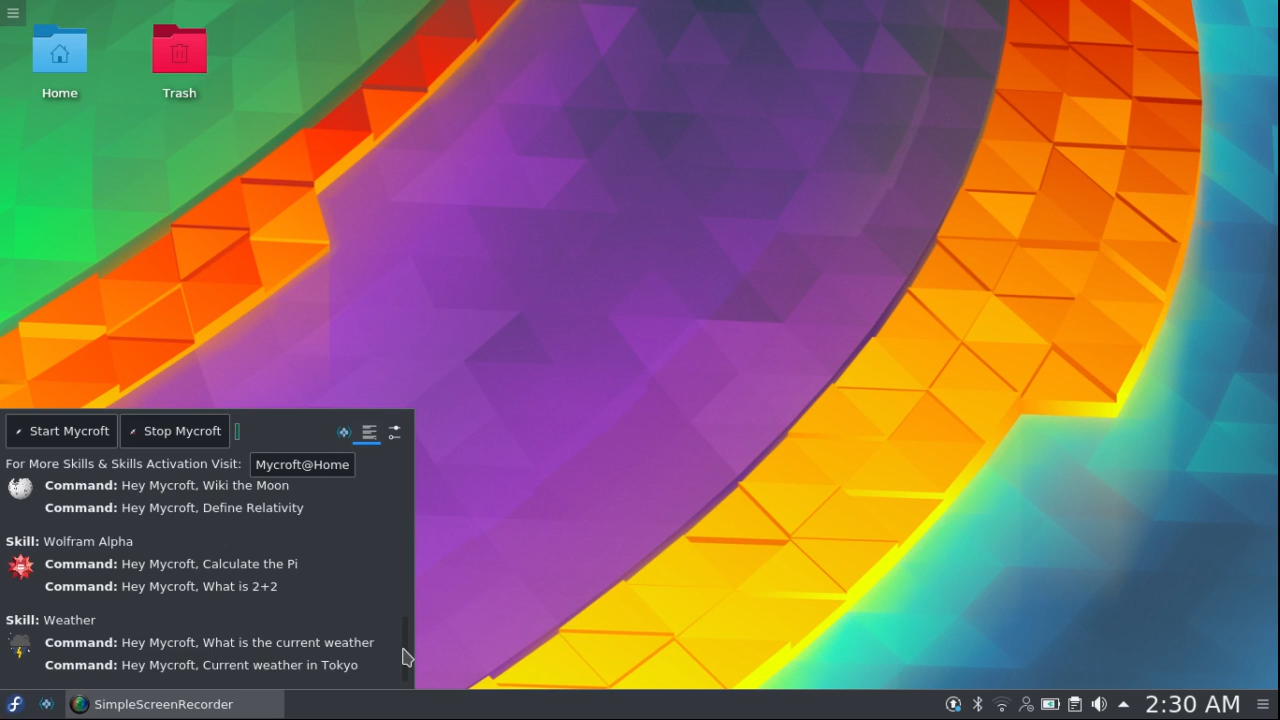 Home
Trash
Start Mycroft
Stop Mycroft
For More Skills & Skills Activation Visit: Mycroft@Home
Command: Hey Mycroft, Wiki the Moon
Command: Hey Mycroft, Define Relativity
Skill: Wolfram Alpha
Command: Hey Mycroft, Calculate the Pi
Command: Hey Mycroft, What is 2+2
Skill: Weather
Command: Hey Mycroft, What is the current weather
Command: Hey Mycroft, Current weather in Tokyo
SimpleScreenRecorder
2:30 AM